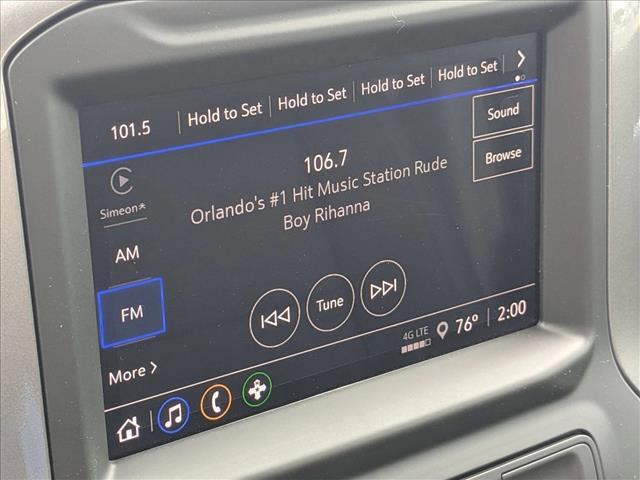 101.5 Hold to Set Hold to Set Hold to Set Hold to Set
Sound
106.7
Browse
Orlando's #1 Hit Music Station Rude
Boy Rihanna
Simeon*
AM
FM
Tune
More
4G LTE
76° 2:00